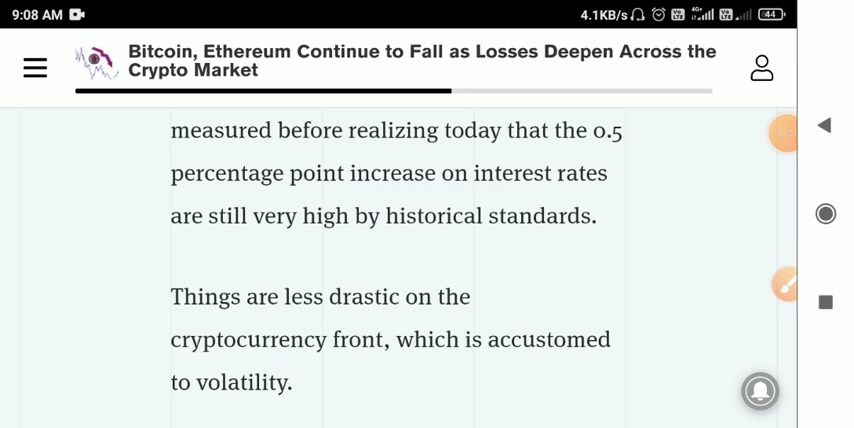 9:08 AM 4.1KB/s 4G+ 44
Bitcoin, Ethereum Continue to Fall as Losses Deepen Across the
Crypto Market
measured before realizing today that the 0.5
percentage point increase on interest rates
are still very high by historical standards.
Things are less drastic on the
cryptocurrency front, which is accustomed
to volatility.